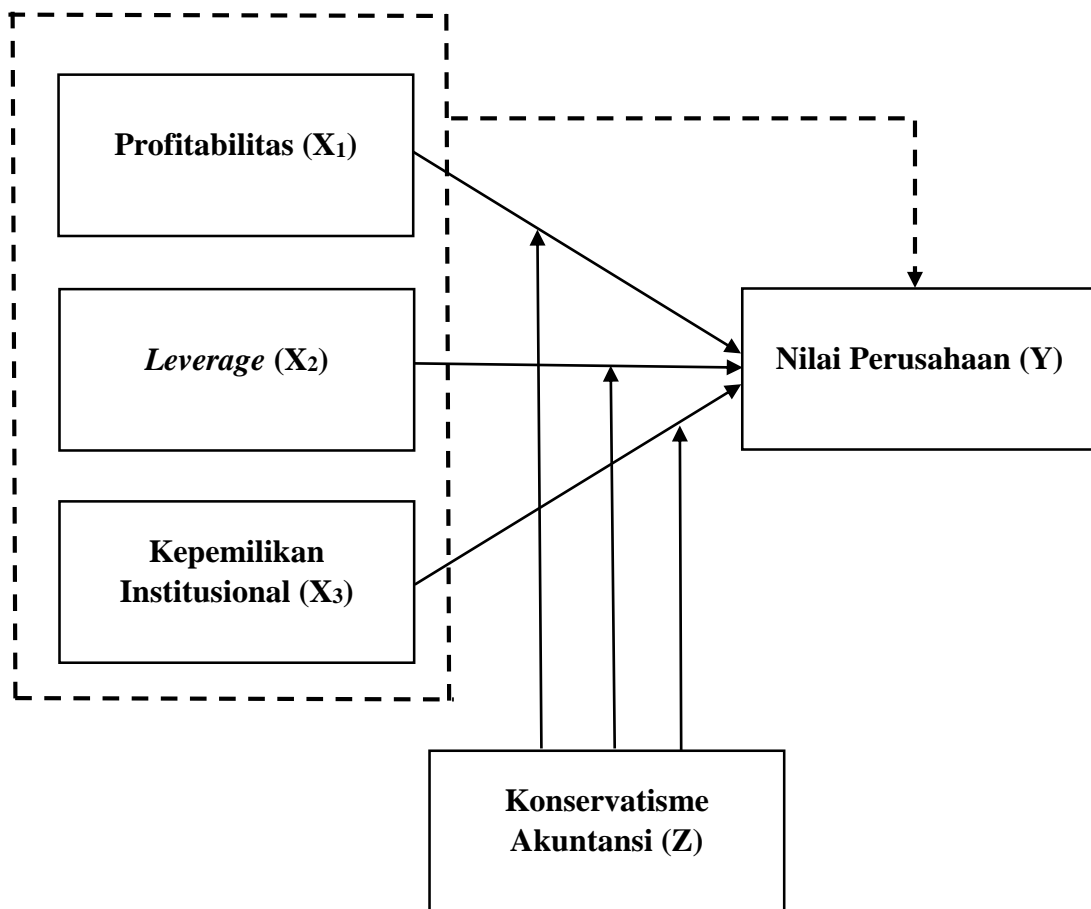 Profitabilitas (X₁)
Leverage (X₂)
Nilai Perusahaan (Y)
Kepemilikan
Institusional (X₃)
Konservatisme
Akuntansi (Z)